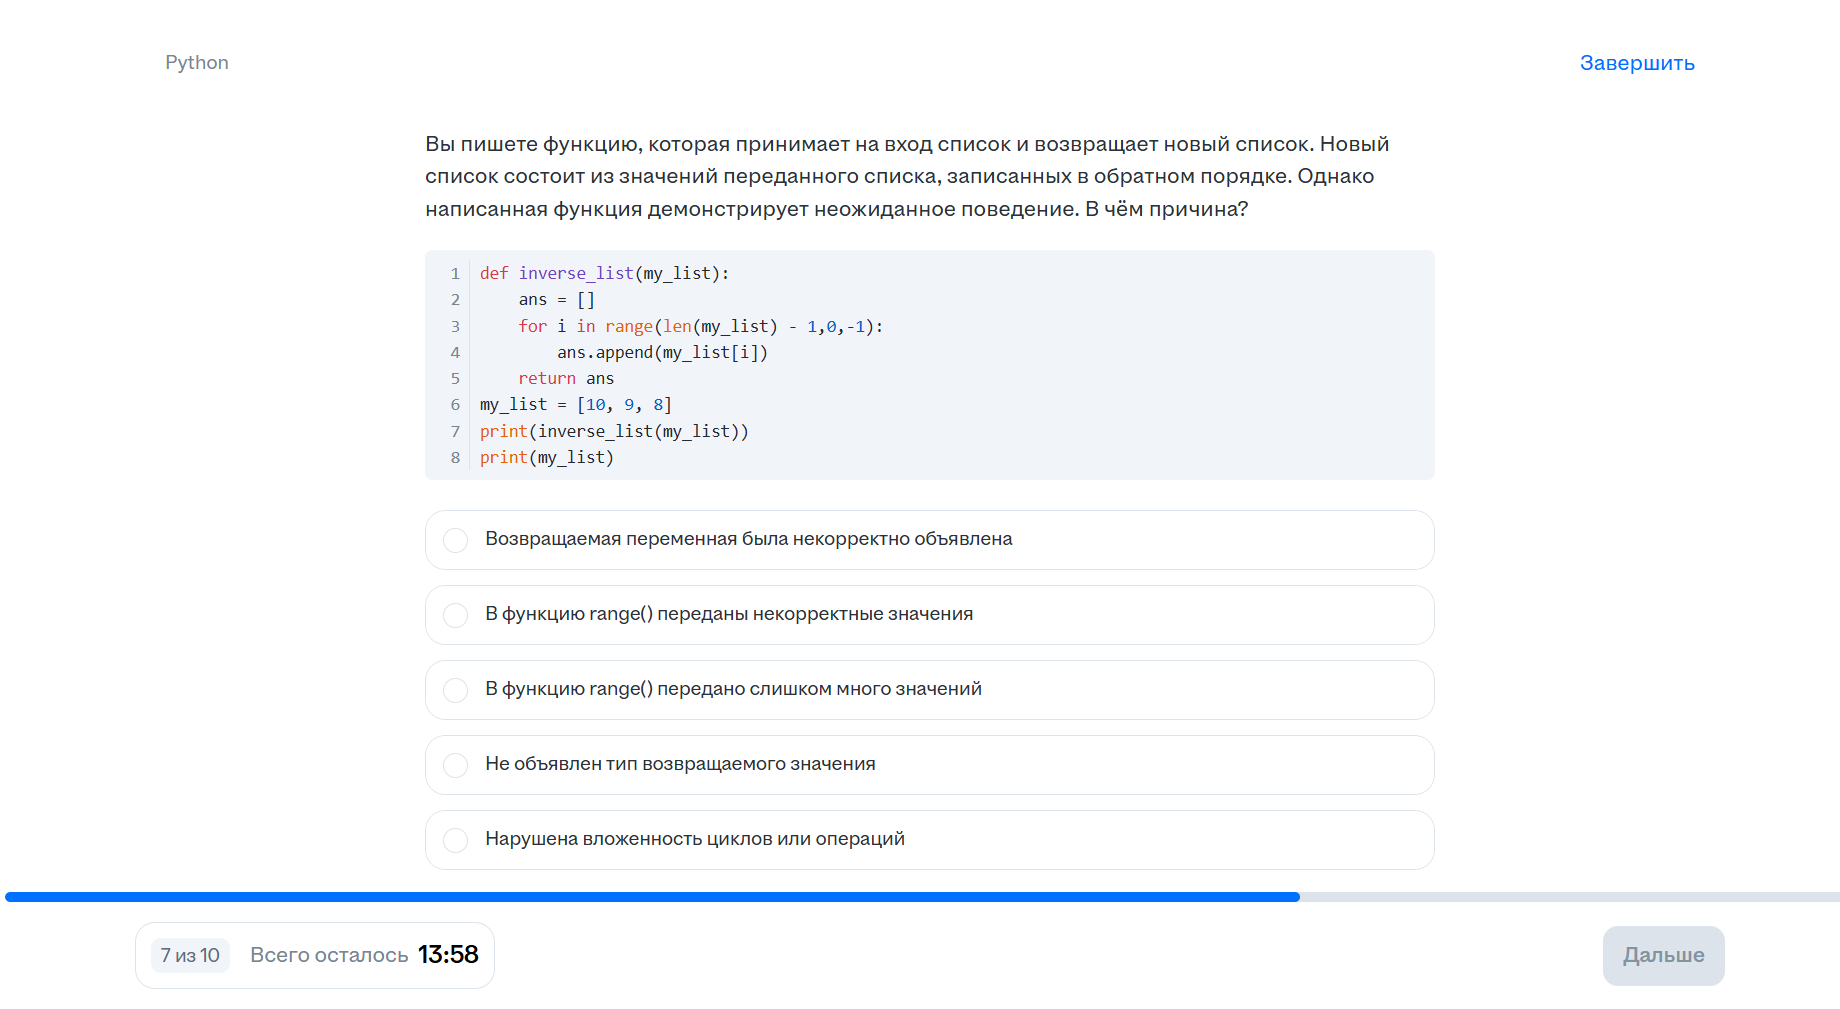 Python
Завершить
Вы пишете функцию, которая принимает на вход список и возвращает новый список. Новый
список состоит из значений переданного списка, записанных в обратном порядке. Однако
написанная функция демонстрирует неожиданное поведение. В чём причина?
1 def inverse_list(my_list):
2     ans = []
3     for i in range(len(my_list) - 1,0,-1):
4         ans.append(my_list[i])
5     return ans
6 my_list = [10, 9, 8]
7 print(inverse_list(my_list))
8 print(my_list)
Возвращаемая переменная была некорректно объявлена
В функцию range() переданы некорректные значения
В функцию range() передано слишком много значений
Не объявлен тип возвращаемого значения
Нарушена вложенность циклов или операций
7 из 10 Всего осталось 13:58
Дальше